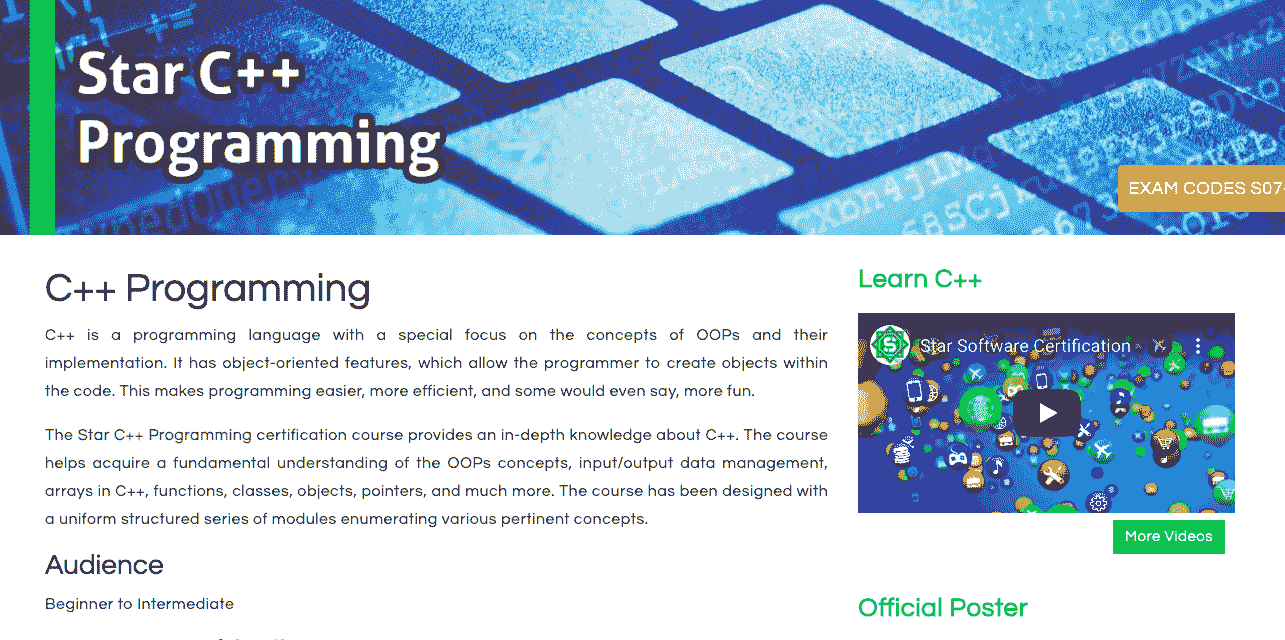 Star C++
Programming
EXAM CODES S07
C++ Programming
C++ is a programming language with a special focus on the concepts of OOPs and their
implementation. It has object-oriented features, which allow the programmer to create objects within
the code. This makes programming easier, more efficient, and some would even say, more fun.
The Star C++ Programming certification course provides an in-depth knowledge about C++. The course
helps acquire a fundamental understanding of the OOPs concepts, input/output data management,
arrays in C++, functions, classes, objects, pointers, and much more. The course has been designed with
a uniform structured series of modules enumerating various pertinent concepts.
Audience
Beginner to Intermediate
Learn C++
S
Star Software Certification -
More Videos
Official Poster